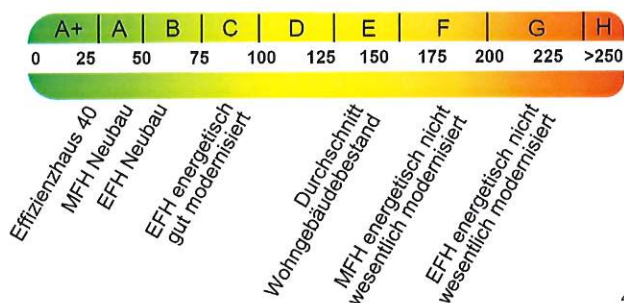 A+ A B C D E F G H
0 25 50 75 100 125 150 175 200 225 >250
Effizienzhaus 40
MFH Neubau
EFH Neubau
EFH energetisch
gut modernisiert
Durchschnitt
Wohngebäudebestand
MFH energetisch nicht
wesentlich modernisiert
EFH energetisch nicht
wesentlich modernisiert